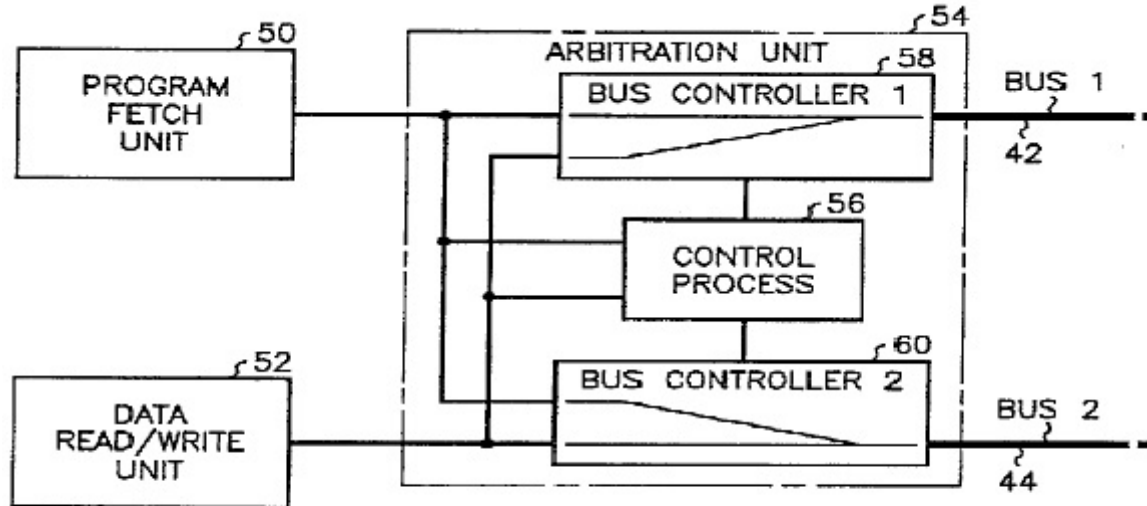 50
PROGRAM
FETCH
UNIT
54
ARBITRATION UNIT
58
BUS CONTROLLER 1
BUS 1
42
56
CONTROL
PROCESS
52
DATA
READ/WRITE
UNIT
60
BUS CONTROLLER 2
BUS 2
44